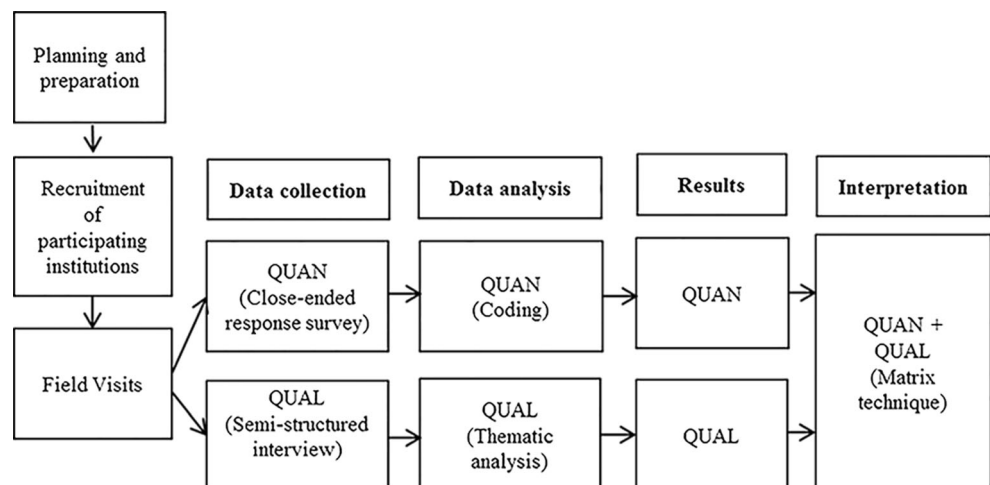 Planning and
preparation
Recruitment
of
participating
institutions
Field Visits
Data collection
Data analysis
Results
Interpretation
QUAN
(Close-ended
response survey)
QUAN
(Coding)
QUAN
QUAN +
QUAL
(Matrix
technique)
QUAL
(Semi-structured
interview)
QUAL
(Thematic
analysis)
QUAL